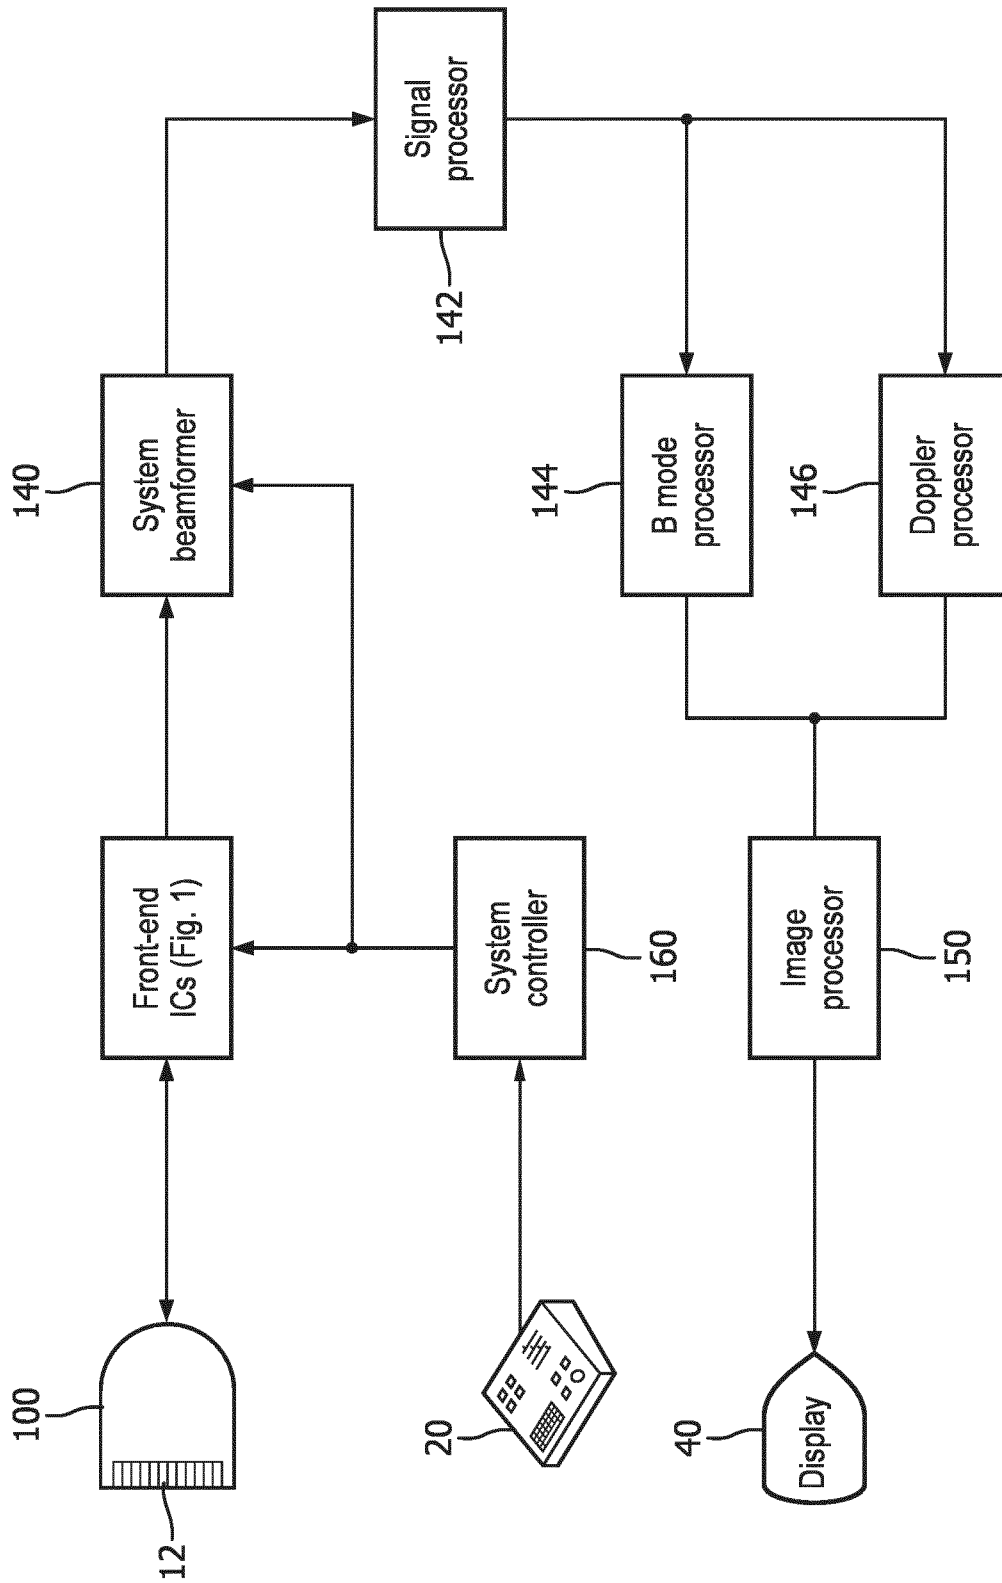 100
12
Front-end
ICs (Fig. 1)
140
System
beamformer
Signal
processor
142
20
System
controller
160
144
B mode
processor
146
Doppler
processor
40
Display
Image
processor
150